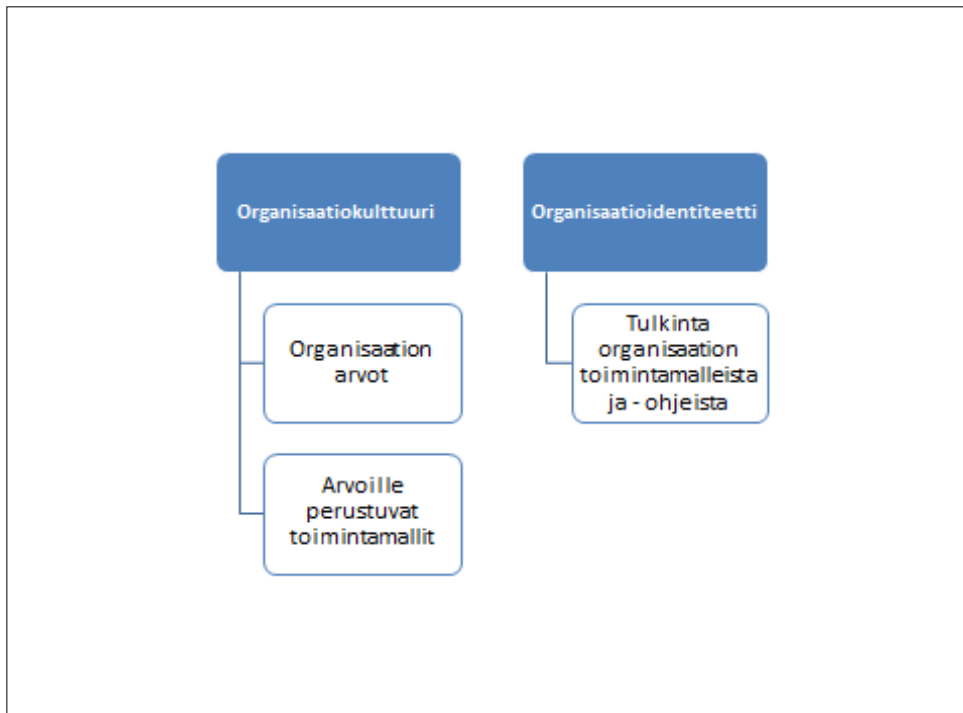 Organisaatiokulttuuri
Organisaation
arvot
Arvoille
perustuvat
toimintamallit
Organisaatioidentiteetti
Tulkinta
organisaation
toimintamalleista
ja - ohjeista